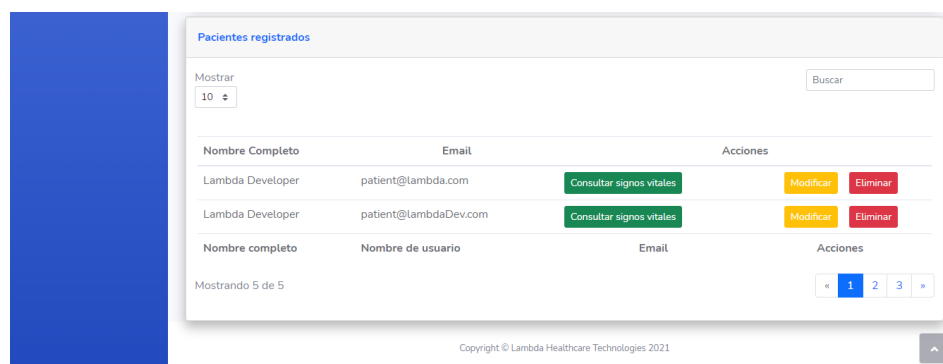 Pacientes registrados
Mostrar
Buscar
10
Nombre Completo Email Acciones
Lambda Developer patient@lambda.com Consultar signos vitales Modificar Eliminar
Lambda Developer patient@lambdaDev.com Consultar signos vitales Modificar Eliminar
Nombre completo Nombre de usuario Email Acciones
Mostrando 5 de 5 « 1 2 3 »
Copyright © Lambda Healthcare Technologies 2021